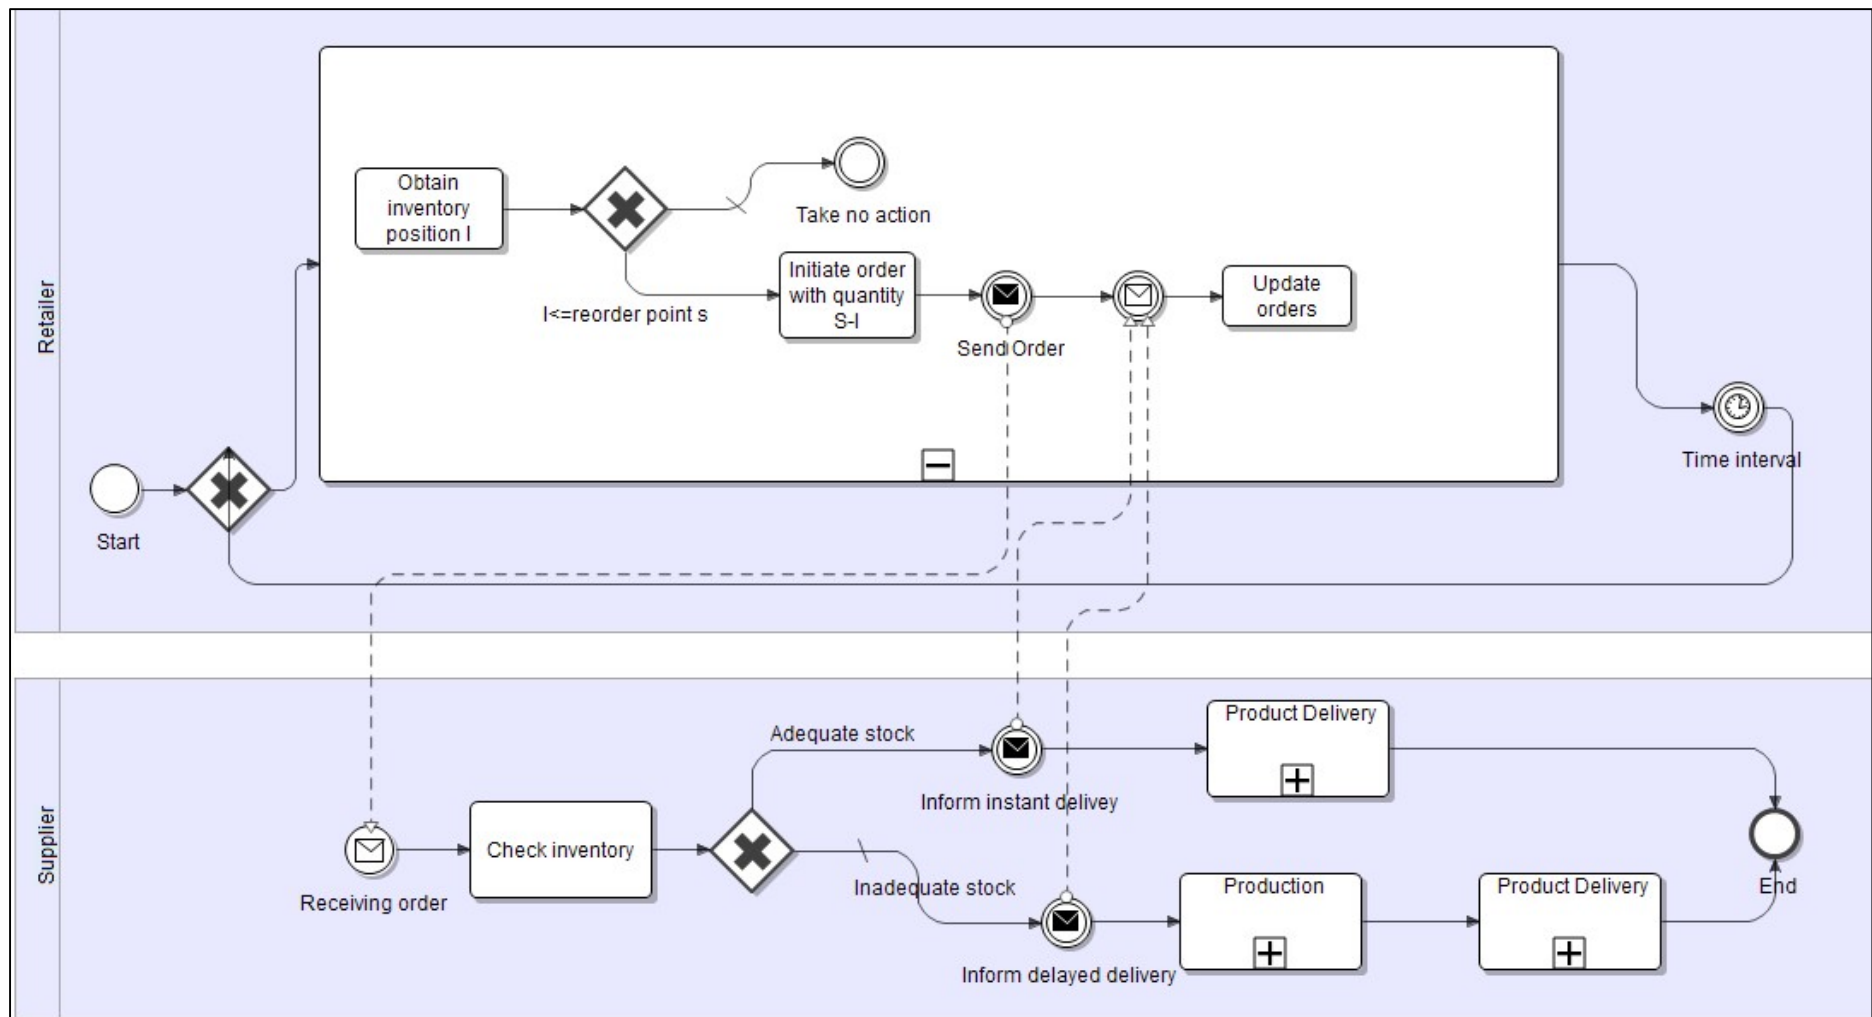 Retailer
Obtain
inventory
position I
Take no action
I<=reorder point s
Initiate order
with quantity
S-I
Send Order
Update
orders
Time interval
Start
Supplier
Receiving order
Check inventory
Adequate stock
Inadequate stock
Inform instant delivey
Product Delivery
Inform delayed delivery
Production
Product Delivery
End